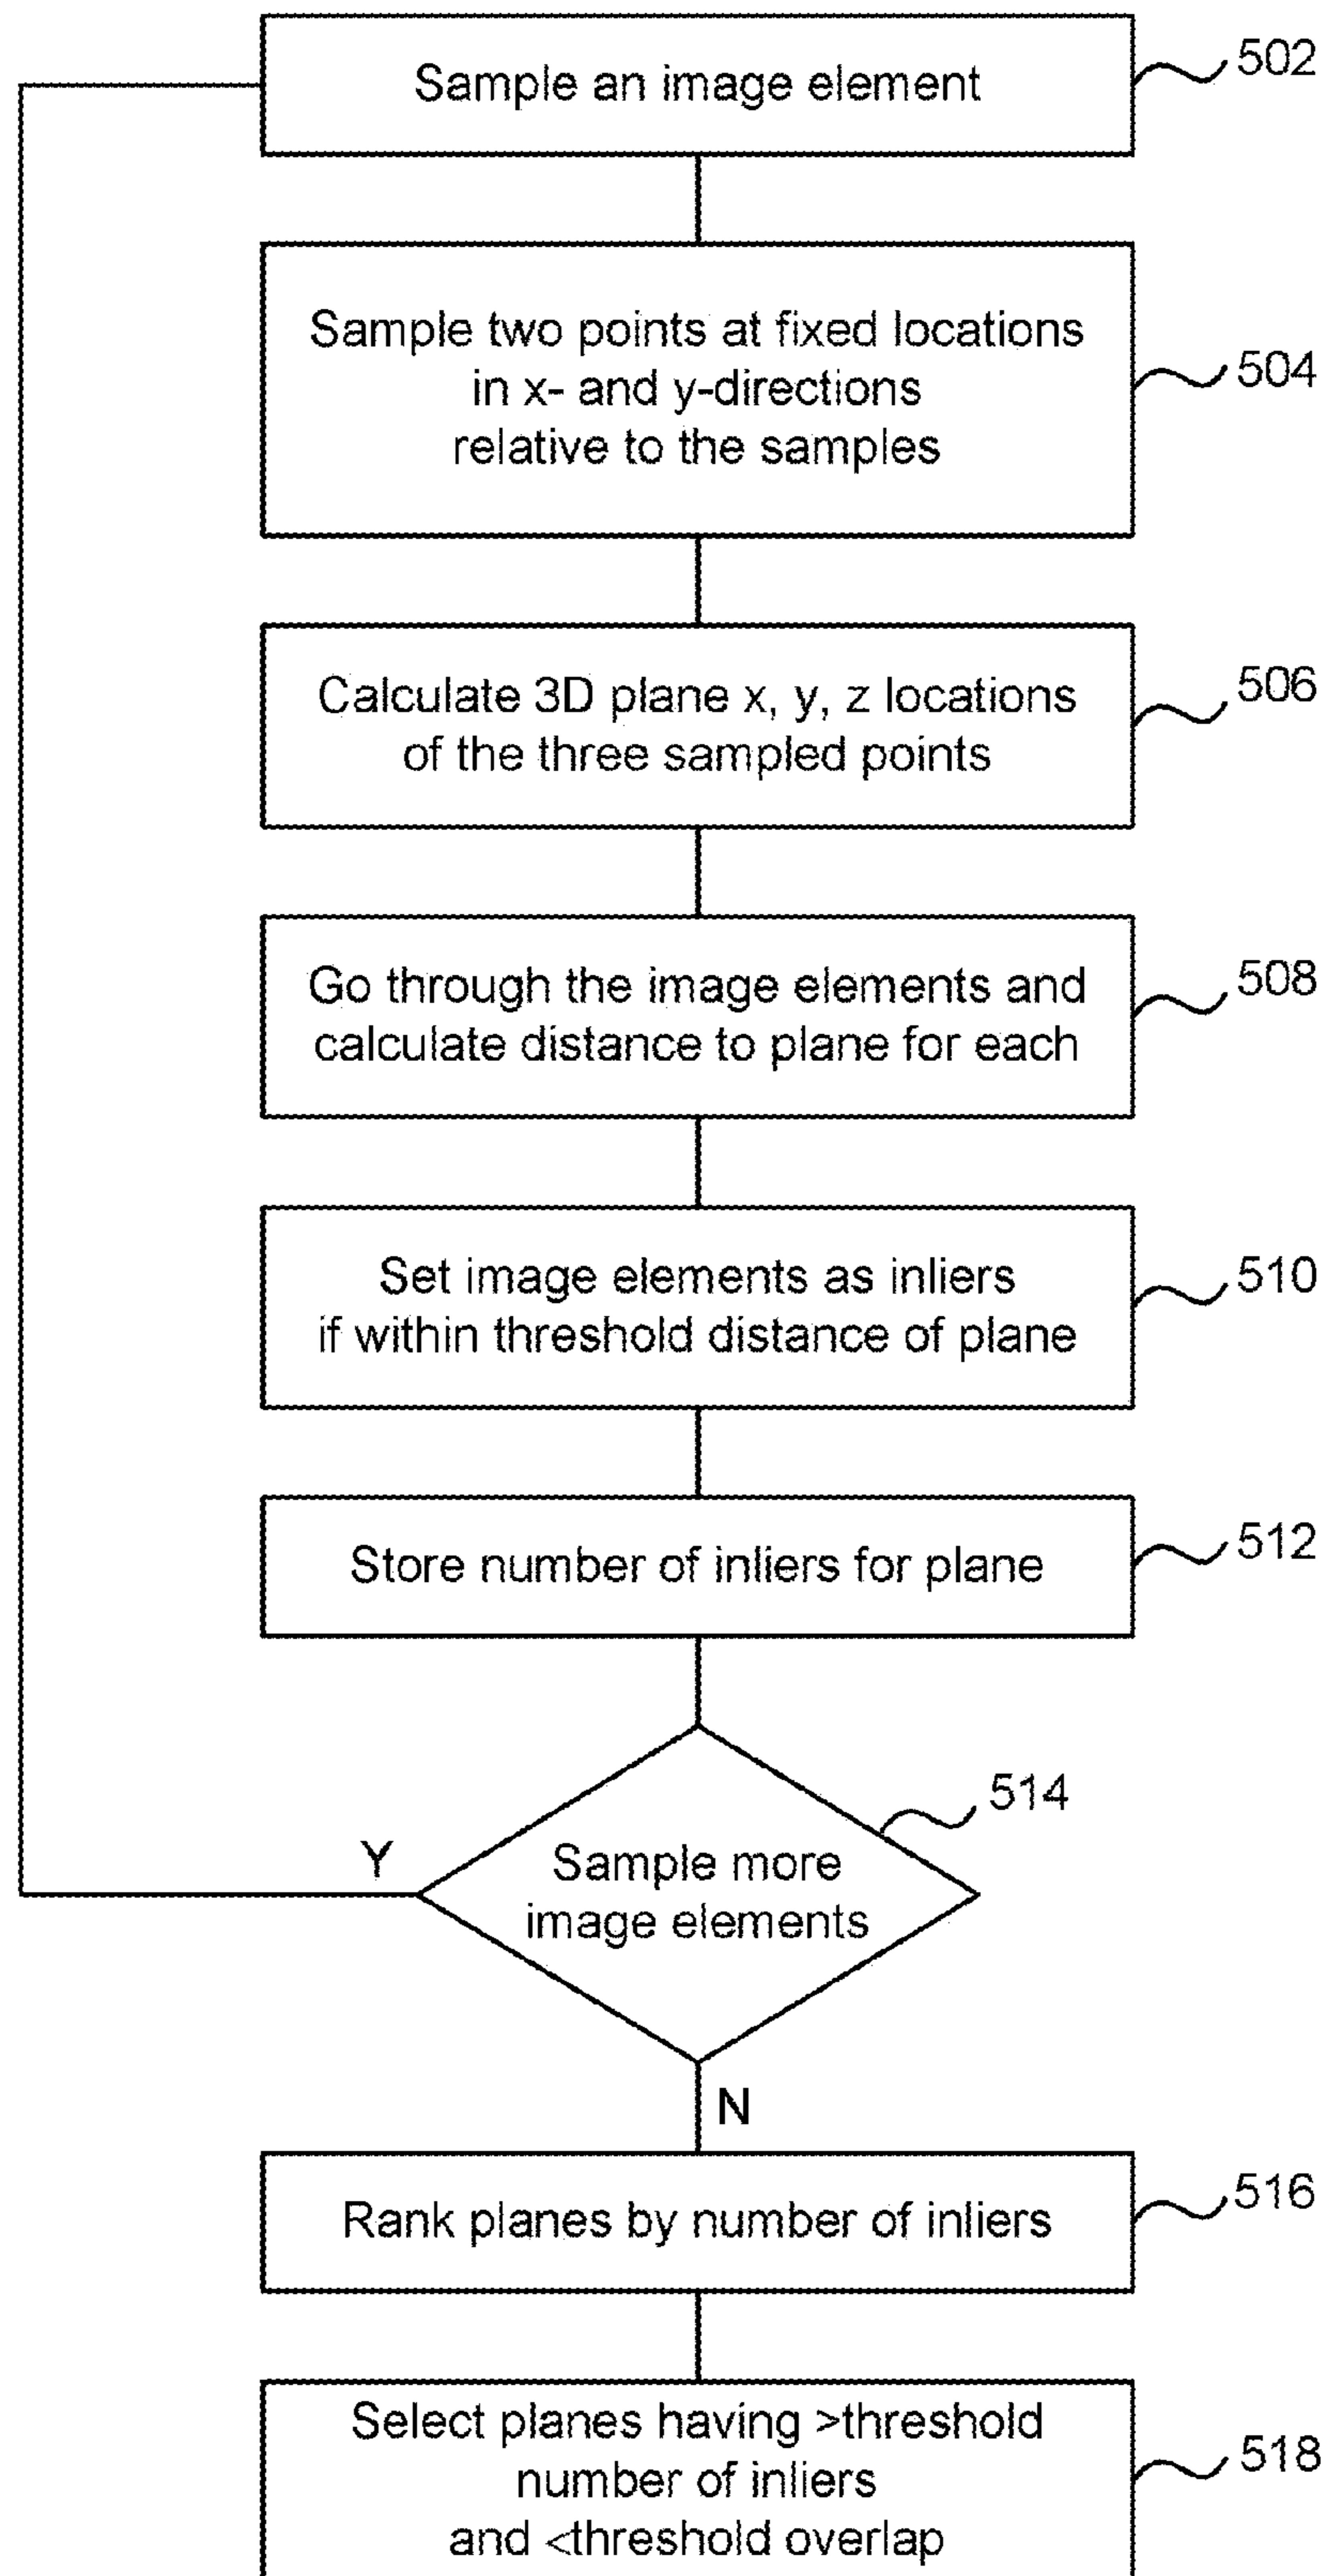 Sample an image element
502
Sample two points at fixed locations
in x- and y-directions
relative to the samples
504
Calculate 3D plane x, y, z locations
of the three sampled points
506
Go through the image elements and
calculate distance to plane for each
508
Set image elements as inliers
if within threshold distance of plane
510
Store number of inliers for plane
512
514
Y
Sample more
image elements
N
Rank planes by number of inliers
516
Select planes having >threshold
number of inliers
and <threshold overlap
518